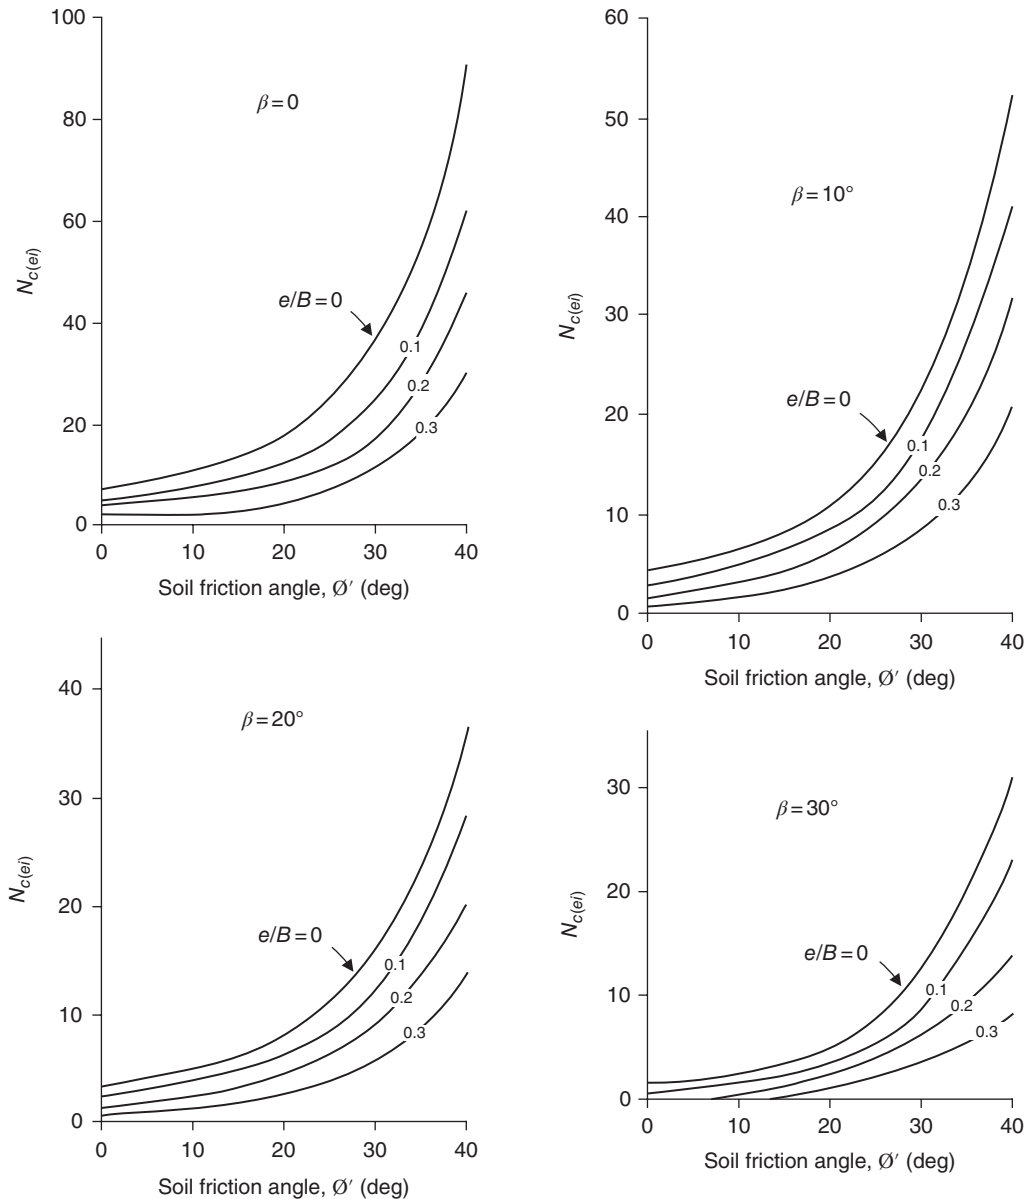 100
80
60
40
20
0
N_c(ei)
β = 0
e/B = 0
0.1
0.2
0.3
0 10 20 30 40
Soil friction angle, Ø′ (deg)
60
50
40
30
20
10
0
N_c(ei)
β = 10°
e/B = 0
0.1
0.2
0.3
0 10 20 30 40
Soil friction angle, Ø′ (deg)
40
30
20
10
0
N_c(ei)
β = 20°
e/B = 0
0.1
0.2
0.3
0 10 20 30 40
Soil friction angle, Ø′ (deg)
30
20
10
0
N_c(ei)
β = 30°
e/B = 0
0.1
0.2
0.3
0 10 20 30 40
Soil friction angle, Ø′ (deg)